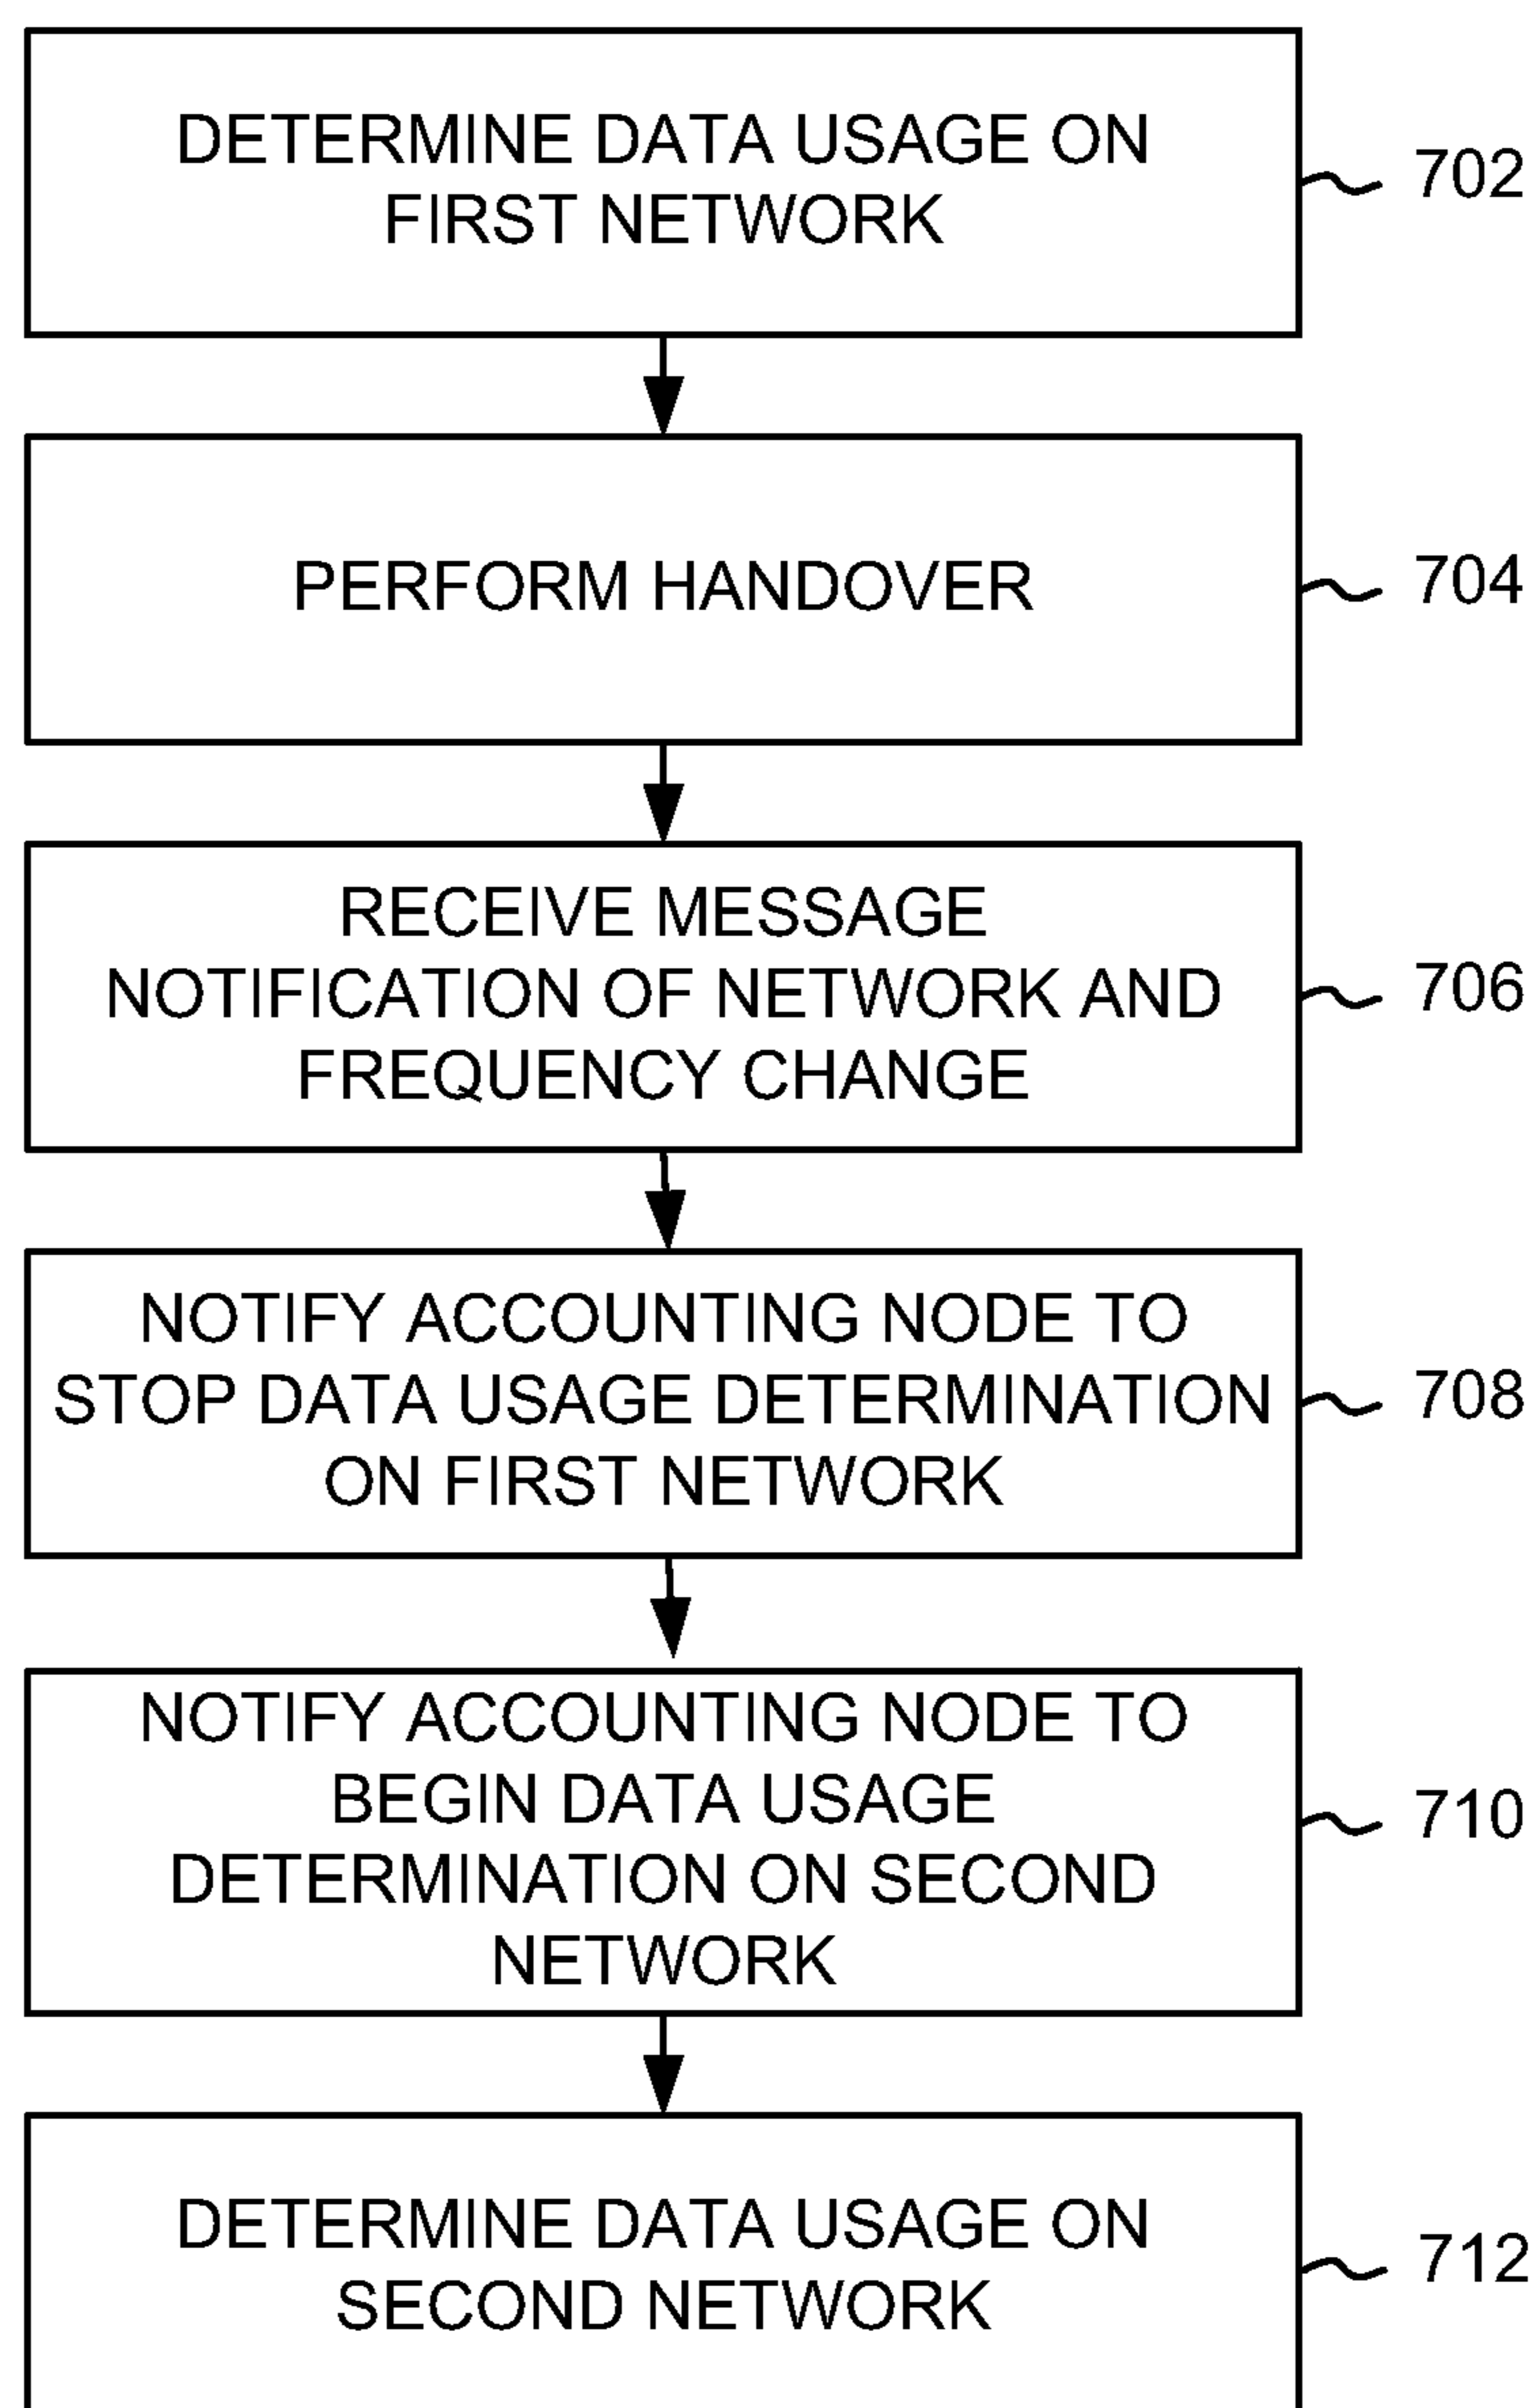 DETERMINE DATA USAGE ON
FIRST NETWORK
702
PERFORM HANDOVER
704
RECEIVE MESSAGE
NOTIFICATION OF NETWORK AND
FREQUENCY CHANGE
706
NOTIFY ACCOUNTING NODE TO
STOP DATA USAGE DETERMINATION
ON FIRST NETWORK
708
NOTIFY ACCOUNTING NODE TO
BEGIN DATA USAGE
DETERMINATION ON SECOND
NETWORK
710
DETERMINE DATA USAGE ON
SECOND NETWORK
712